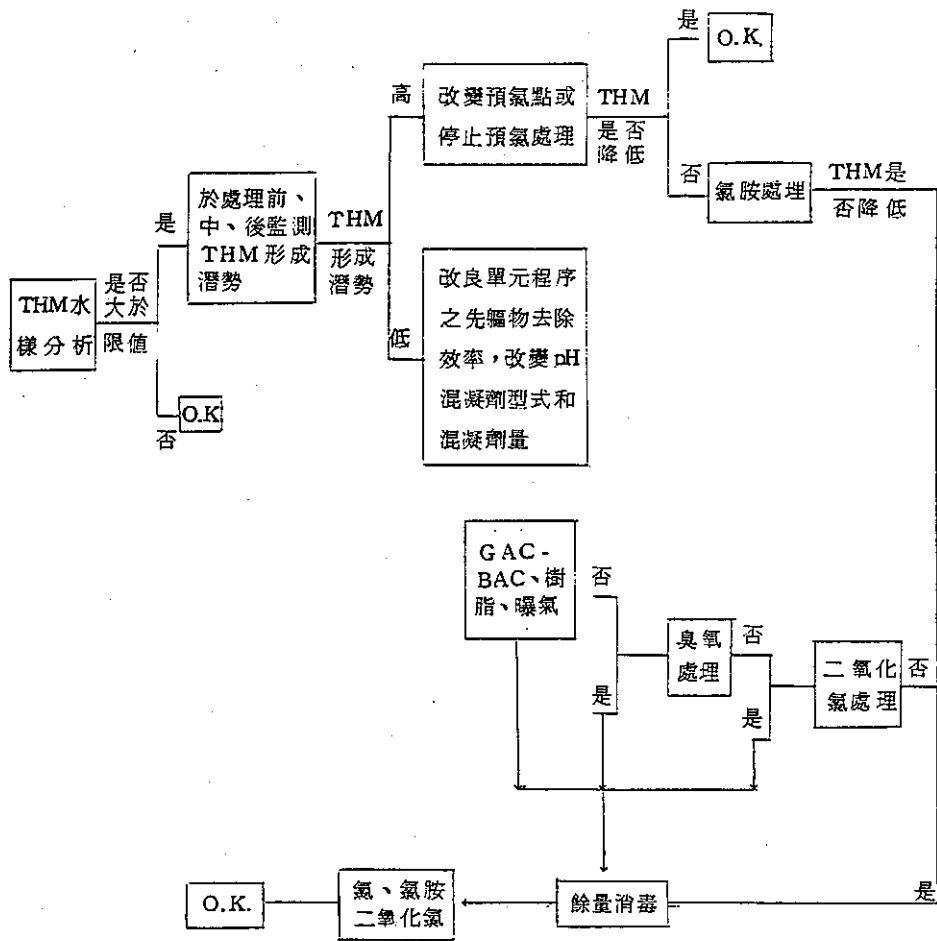 THM水
樣分析
是否
大於
限值
是
否
O.K
於處理前、
中、後監測
THM形成
潛勢
THM
形成
潛勢
高
低
改變預氯點或
停止預氯處理
改良單元程序
之先驅物去除
效率，改變pH
混凝劑型式和
混凝劑量
THM
是否
降低
是
O.K.
否
氯胺處理
THM是
否降低
否
二氧化
氯處理
否
是
臭氧
處理
否
是
GAC-
BAC、樹
脂、曝氣
是
餘量消毒
氯、氯胺
二氧化氯
O.K.